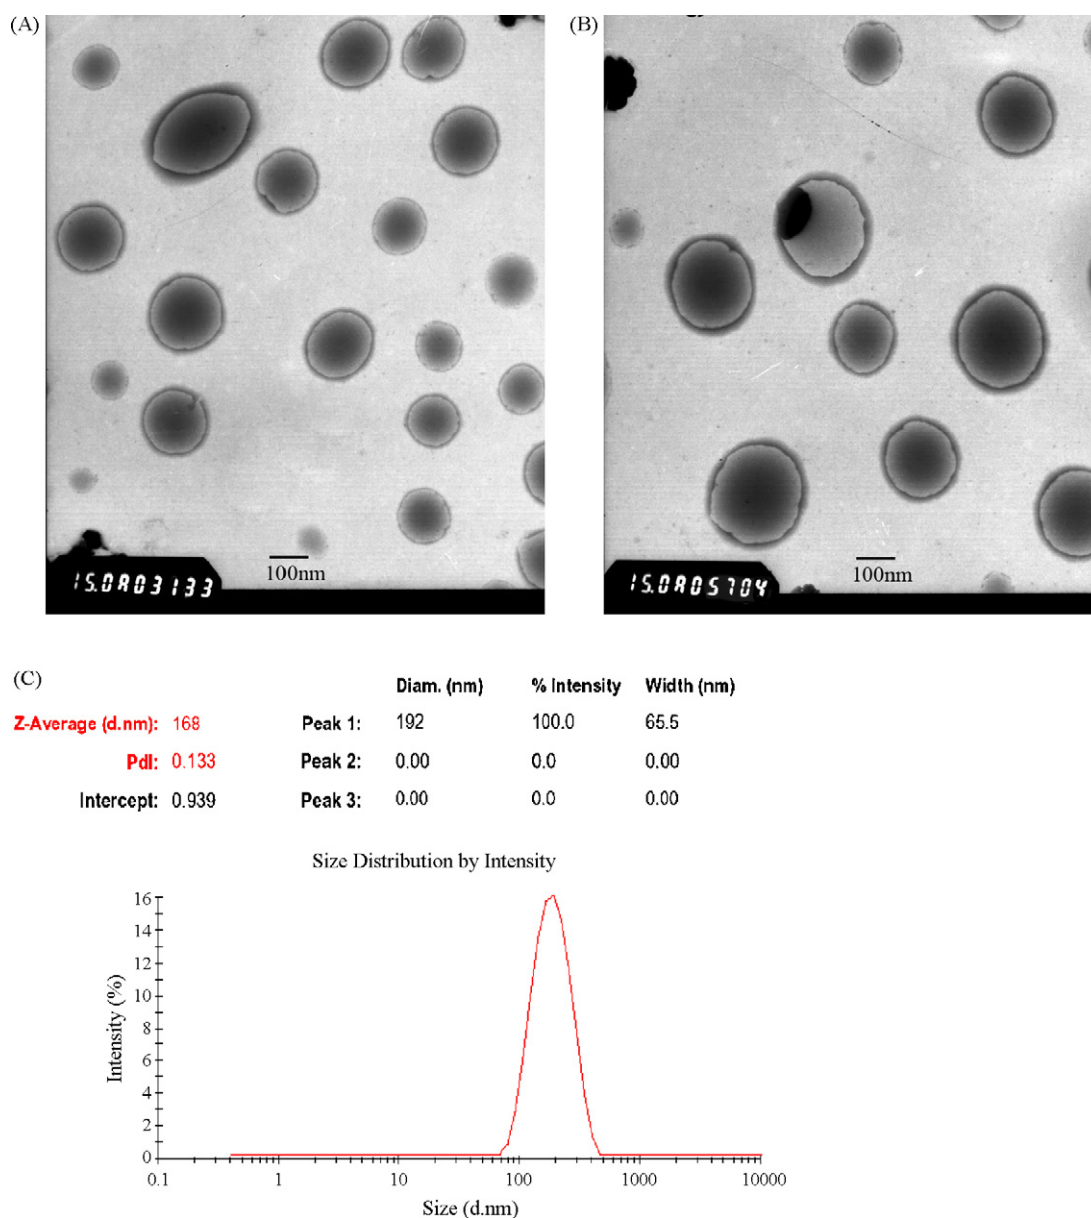 (A)
(B)
100nm
15.0A03133
100nm
15.0A05704
(C)
Diam. (nm) % Intensity Width (nm)
Z-Average (d.nm): 168 Peak 1: 192 100.0 65.5
PdI: 0.133 Peak 2: 0.00 0.0 0.00
Intercept: 0.939 Peak 3: 0.00 0.0 0.00
Size Distribution by Intensity
16
14
12
10
8
6
4
2
0
Intensity (%)
0.1 1 10 100 1000 10000
Size (d.nm)